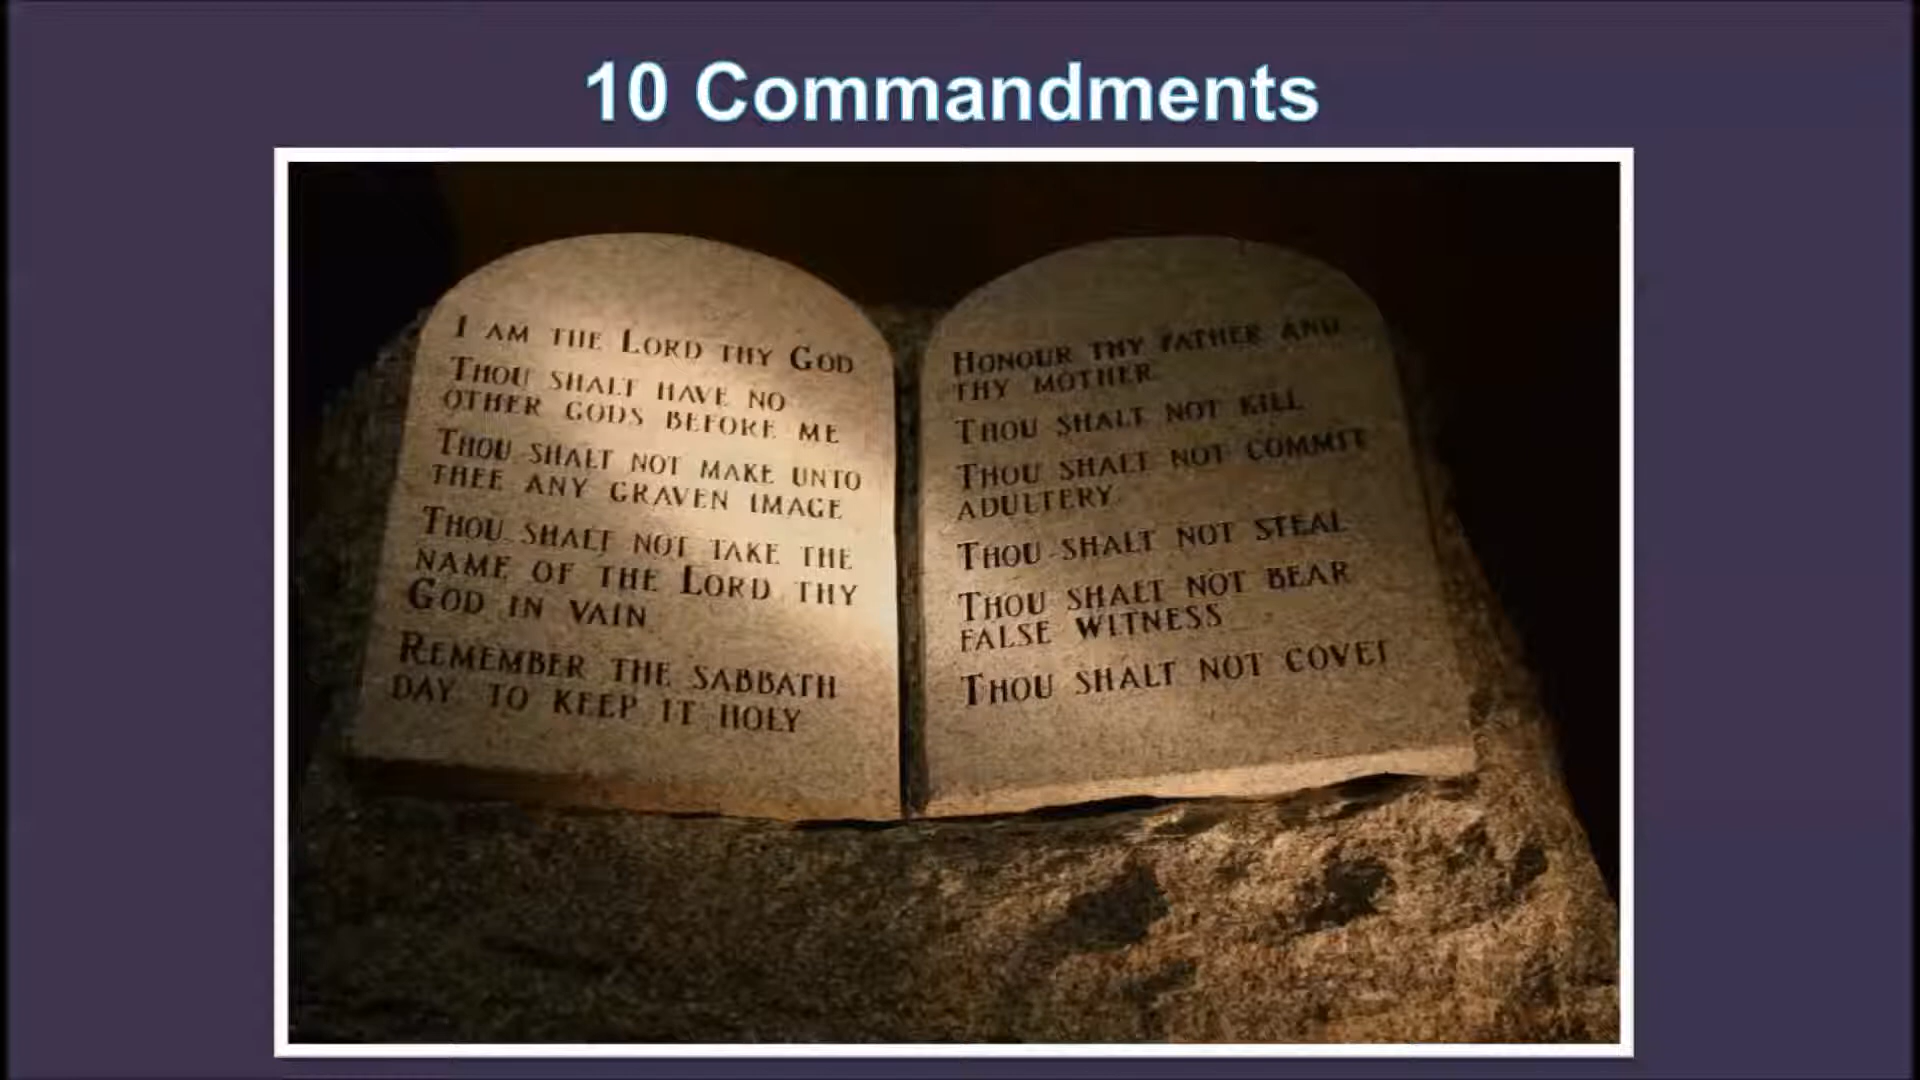 10 Commandments
I AM THE LORD THY GOD
THOU SHALT HAVE NO
OTHER GODS BEFORE ME
THOU SHALT NOT MAKE UNTO
THEE ANY GRAVEN IMAGE
THOU SHALT NOT TAKE THE
NAME OF THE LORD THY
GOD IN VAIN
REMEMBER THE SABBATH
DAY TO KEEP IT HOLY
HONOUR THY FATHER AND
THY MOTHER
THOU SHALT NOT KILL
THOU SHALT NOT COMMIT
ADULTERY
THOU SHALT NOT STEAL
THOU SHALT NOT BEAR
FALSE WITNESS
THOU SHALT NOT COVET